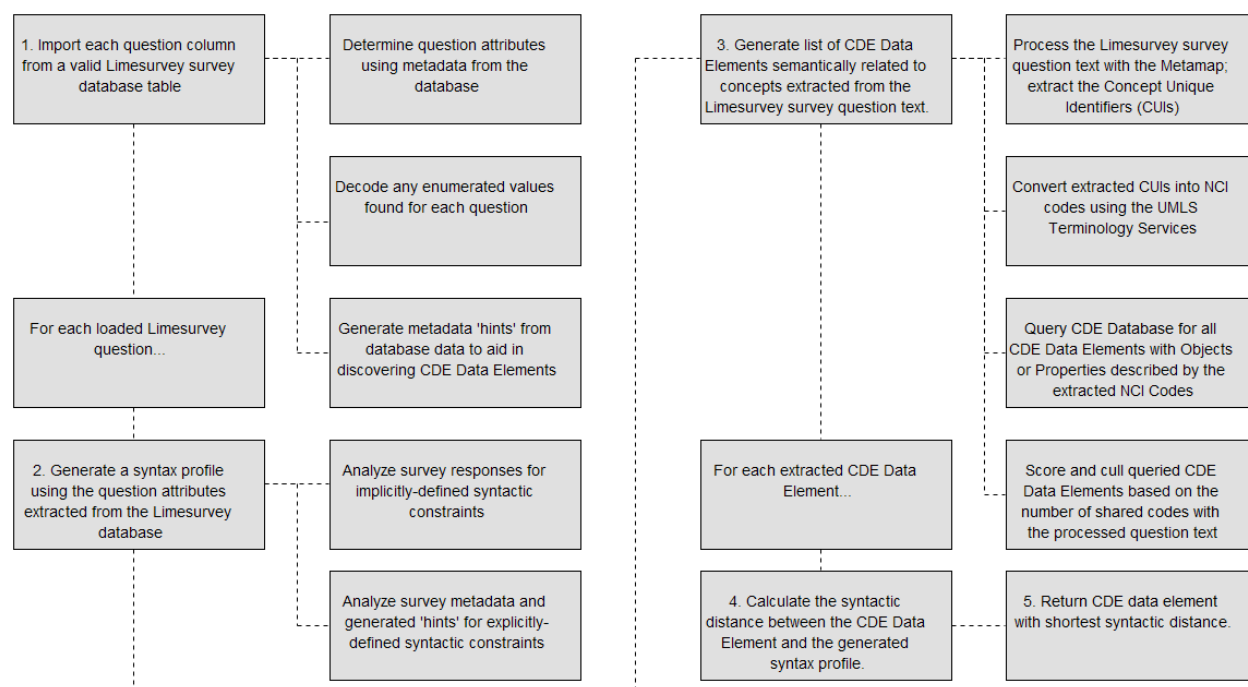 1. Import each question column
from a valid Limesurvey survey
database table
Determine question attributes
using metadata from the
database
Decode any enumerated values
found for each question
For each loaded Limesurvey
question...
Generate metadata 'hints' from
database data to aid in
discovering CDE Data Elements
2. Generate a syntax profile
using the question attributes
extracted from the Limesurvey
database
Analyze survey responses for
implicitly-defined syntactic
constraints
Analyze survey metadata and
generated 'hints' for explicitly-
defined syntactic constraints
3. Generate list of CDE Data
Elements semantically related to
concepts extracted from the
Limesurvey survey question text.
Process the Limesurvey survey
question text with the Metamap;
extract the Concept Unique
Identifiers (CUIs)
Convert extracted CUIs into NCI
codes using the UMLS
Terminology Services
Query CDE Database for all
CDE Data Elements with Objects
or Properties described by the
extracted NCI Codes
Score and cull queried CDE
Data Elements based on the
number of shared codes with
the processed question text
For each extracted CDE Data
Element...
4. Calculate the syntactic
distance between the CDE Data
Element and the generated
syntax profile.
5. Return CDE data element
with shortest syntactic distance.